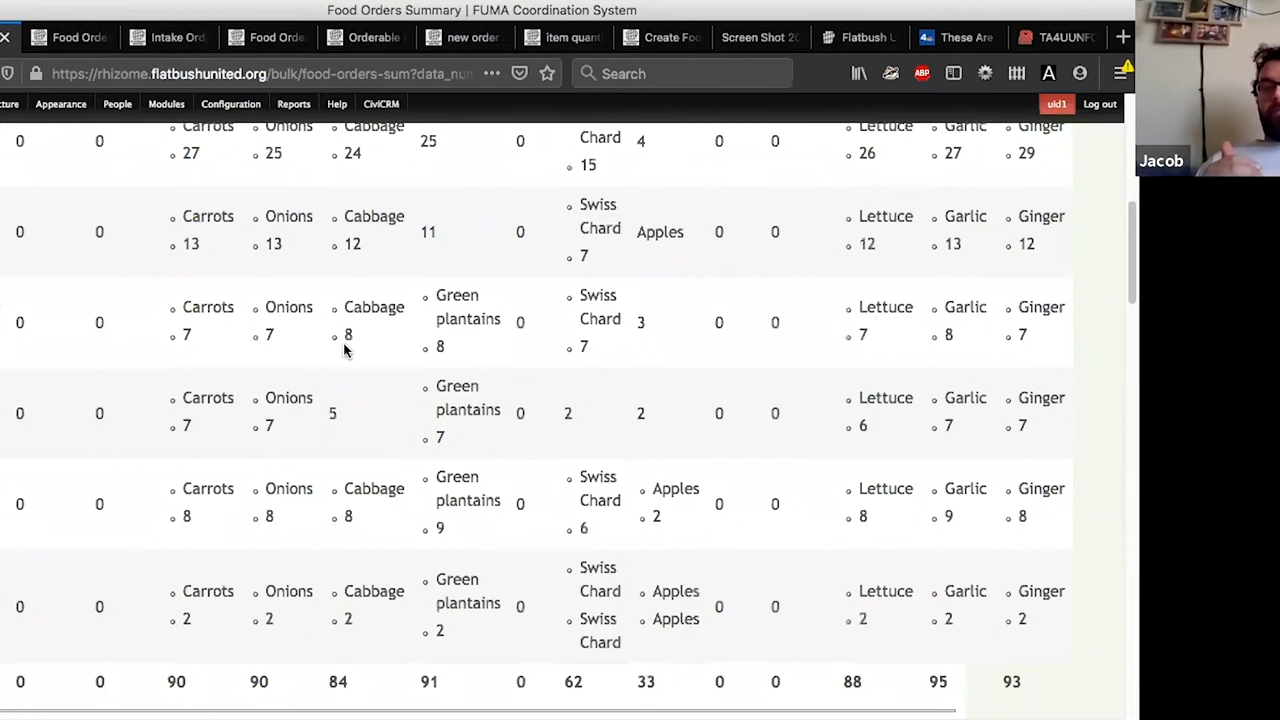 Food Orders Summary | FUMA Coordination System
Food Orde Intake Ord Food Orde Orderable new order item quant Create Foo Screen Shot 20 Flatbush U These Are TA4UUNFC
https://rhizome.flatbushunited.org/bulk/food-orders-sum?data_nu ••• Search ABP A
cture Appearance People Modules Configuration Reports Help CiviCRM uid1 Log out
Jacob
0 0 Carrots 27 Onions 25 Cabbage 24 25 0 Chard 15 4 0 0 Lettuce 26 Garlic 27 Ginger 29
0 0 Carrots 13 Onions 13 Cabbage 12 11 0 Swiss Chard 7 Apples 0 0 Lettuce 12 Garlic 13 Ginger 12
0 0 Carrots 7 Onions 7 Cabbage 8 Green plantains 8 0 Swiss Chard 7 3 0 0 Lettuce 7 Garlic 8 Ginger 7
0 0 Carrots 7 Onions 7 5 Green plantains 7 0 2 2 0 0 Lettuce 6 Garlic 7 Ginger 7
0 0 Carrots 8 Onions 8 Cabbage 8 Green plantains 9 0 Swiss Chard 6 Apples 2 0 0 Lettuce 8 Garlic 9 Ginger 8
0 0 Carrots 2 Onions 2 Cabbage 2 Green plantains 2 0 Swiss Chard Swiss Chard Apples Apples 0 0 Lettuce 2 Garlic 2 Ginger 2
0 0 90 90 84 91 0 62 33 0 0 88 95 93